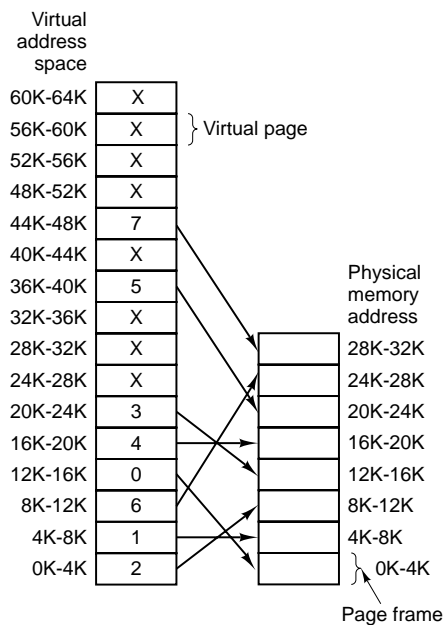 Virtual
address
space
60K-64K X
56K-60K X Virtual page
52K-56K X
48K-52K X
44K-48K 7
40K-44K X
36K-40K 5
32K-36K X
28K-32K X
24K-28K X
20K-24K 3
16K-20K 4
12K-16K 0
8K-12K 6
4K-8K 1
0K-4K 2
Physical
memory
address
28K-32K
24K-28K
20K-24K
16K-20K
12K-16K
8K-12K
4K-8K
0K-4K
Page frame